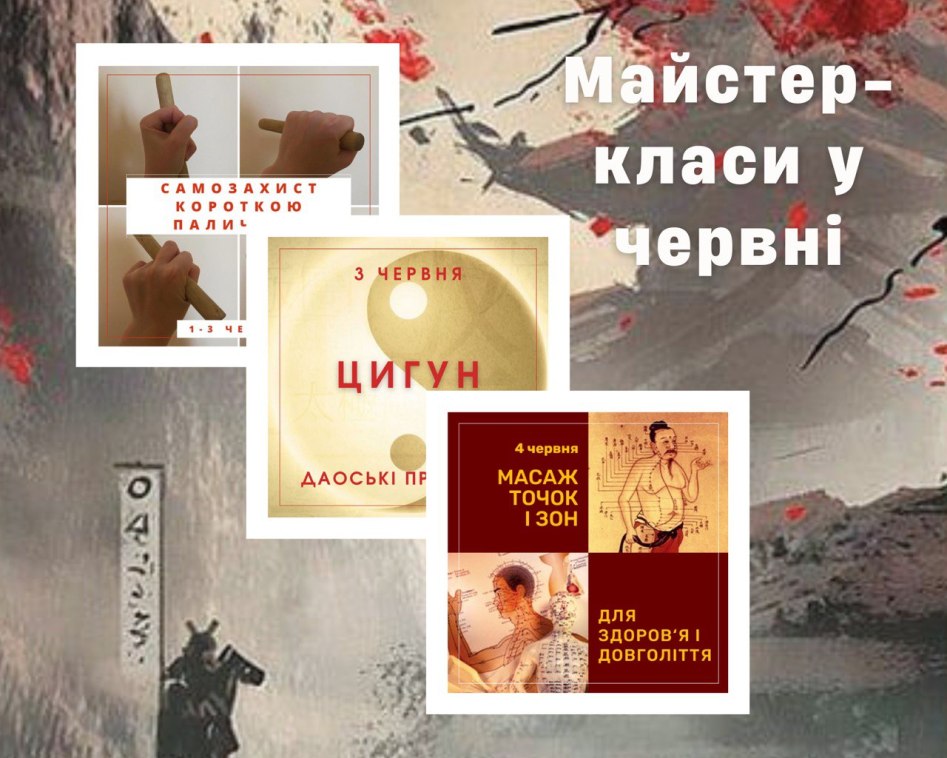 Майстер-
класи у
червні
САМОЗАХИСТ
КОРОТКОЮ
3 ЧЕРВНЯ
ЦИГУН
ДАОСЬКІ
4 червня
МАСАЖ
ТОЧОК
І ЗОН
ДЛЯ
ЗДОРОВ'Я І
ДОВГОЛІТТЯ